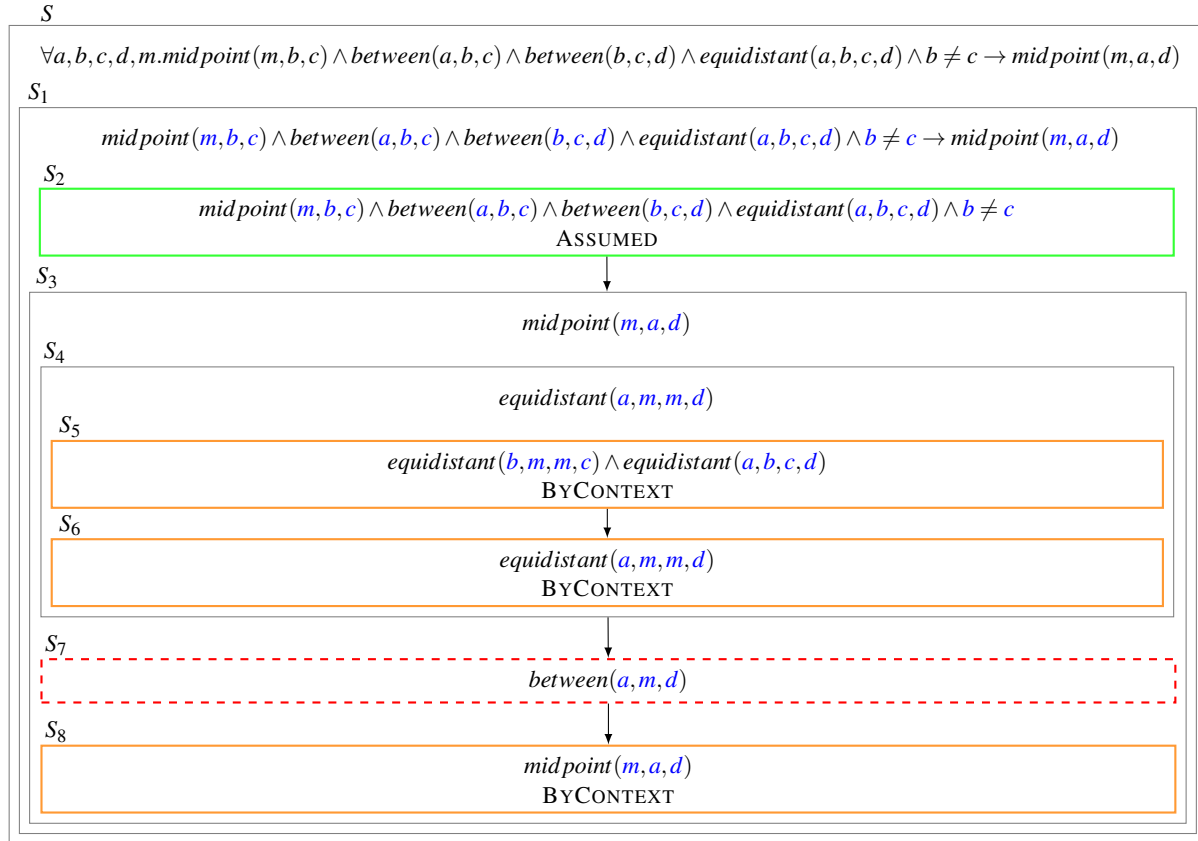 S
∀a,b,c,d,m.midpoint(m,b,c)∧between(a,b,c)∧between(b,c,d)∧equidistant(a,b,c,d)∧b ≠ c → midpoint(m,a,d)
S₁
midpoint(m,b,c)∧between(a,b,c)∧between(b,c,d)∧equidistant(a,b,c,d)∧b ≠ c → midpoint(m,a,d)
S₂
midpoint(m,b,c)∧between(a,b,c)∧between(b,c,d)∧equidistant(a,b,c,d)∧b ≠ c
ASSUMED
S₃
midpoint(m,a,d)
S₄
equidistant(a,m,m,d)
S₅
equidistant(b,m,m,c)∧equidistant(a,b,c,d)
BYCONTEXT
S₆
equidistant(a,m,m,d)
BYCONTEXT
S₇
between(a,m,d)
S₈
midpoint(m,a,d)
BYCONTEXT